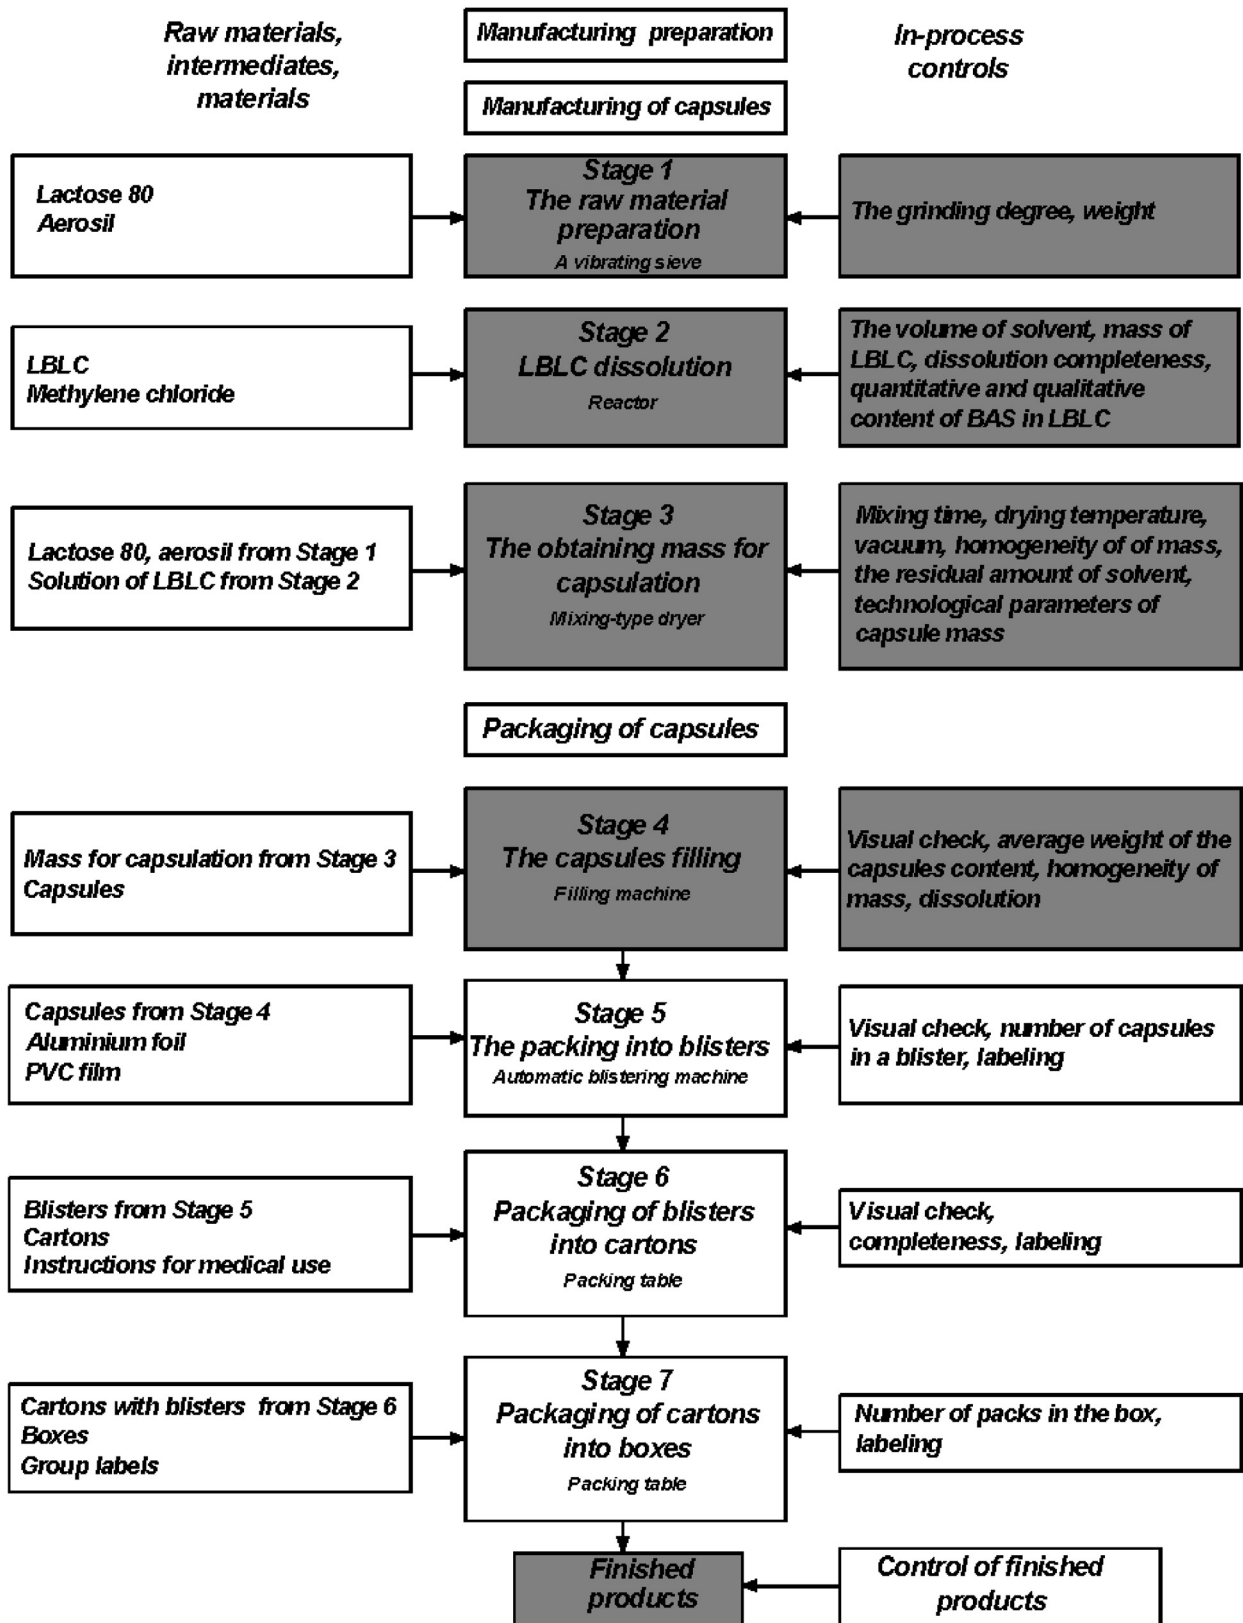 Raw materials,
intermediates,
materials
Manufacturing preparation
In-process
controls
Manufacturing of capsules
Lactose 80
Aerosil
Stage 1
The raw material
preparation
A vibrating sieve
The grinding degree, weight
LBLC
Methylene chloride
Stage 2
LBLC dissolution
Reactor
The volume of solvent, mass of
LBLC, dissolution completeness,
quantitative and qualitative
content of BAS in LBLC
Lactose 80, aerosil from Stage 1
Solution of LBLC from Stage 2
Stage 3
The obtaining mass for
capsulation
Mixing-type dryer
Mixing time, drying temperature,
vacuum, homogeneity of of mass,
the residual amount of solvent,
technological parameters of
capsule mass
Packaging of capsules
Mass for capsulation from Stage 3
Capsules
Stage 4
The capsules filling
Filling machine
Visual check, average weight of the
capsules content, homogeneity of
mass, dissolution
Capsules from Stage 4
Aluminium foil
PVC film
Stage 5
The packing into blisters
Automatic blistering machine
Visual check, number of capsules
in a blister, labeling
Blisters from Stage 5
Cartons
Instructions for medical use
Stage 6
Packaging of blisters
into cartons
Packing table
Visual check,
completeness, labeling
Cartons with blisters from Stage 6
Boxes
Group labels
Stage 7
Packaging of cartons
into boxes
Packing table
Number of packs in the box,
labeling
Finished
products
Control of finished
products